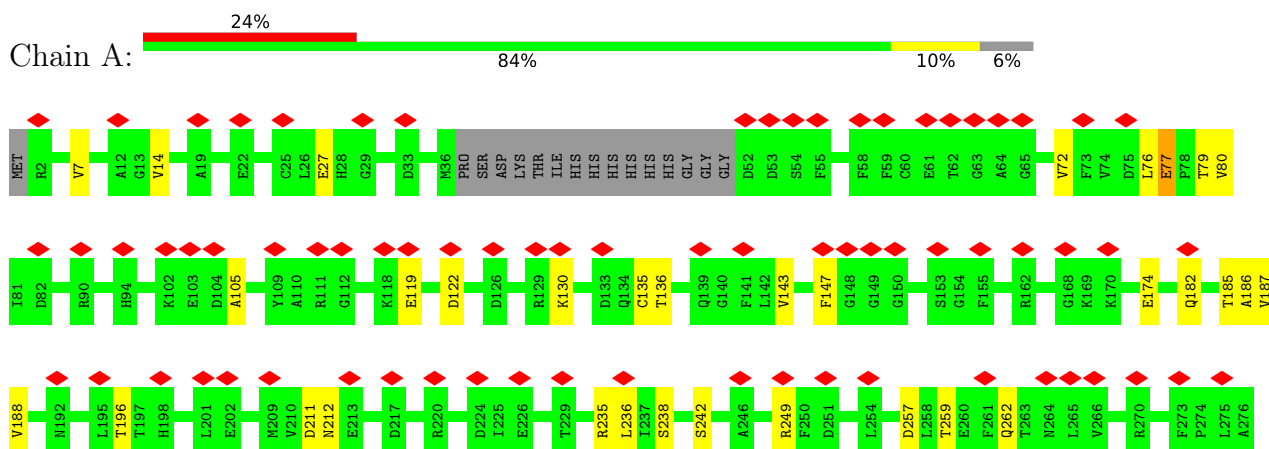 24%
Chain A:
84% 10% 6%
MET R2 V7 A12 G13 V14 A19 E22 C25 L26 E27 H28 G29 D33 M36 PRO SER ASP LYS THR ILE HIS HIS HIS HIS HIS HIS GLY GLY GLY D52 D53 S54 F55 F58 F59 C60 E61 T62 G63 A64 G65 V72 F73 V74 D75 L76 E77 P78 T79 V80
I81 D82 R90 H94 K102 E103 D104 A105 Y109 A110 R111 G112 K118 E119 D122 D126 R129 K130 D133 Q134 C135 T136 Q139 G140 F141 L142 V143 F147 G148 G149 G150 S153 G154 F155 R162 G168 K169 K170 E174 Q182 T185 A186 V187
V188 N192 L195 T196 T197 H198 L201 E202 M209 V210 D211 N212 E213 D217 R220 D224 I225 E226 T229 R235 L236 I237 S238 S242 A246 R249 F250 D251 L254 D257 L258 T259 E260 F261 Q262 T263 N264 L265 V266 R270 F273 P274 L275 A276